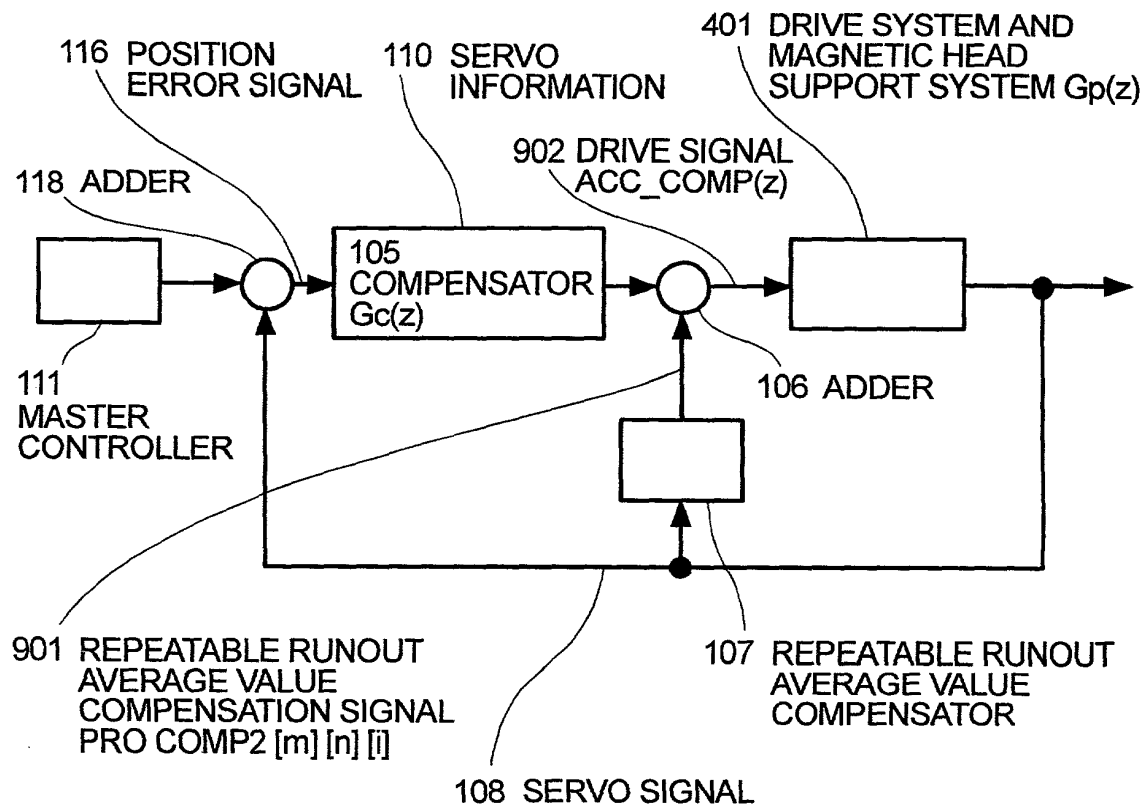 116 POSITION
ERROR SIGNAL
110 SERVO
INFORMATION
401 DRIVE SYSTEM AND
MAGNETIC HEAD
SUPPORT SYSTEM Gp(z)
902 DRIVE SIGNAL
ACC_COMP(z)
118 ADDER
105
COMPENSATOR
Gc(z)
111
MASTER
CONTROLLER
106 ADDER
901 REPEATABLE RUNOUT
AVERAGE VALUE
COMPENSATION SIGNAL
PRO COMP2 [m] [n] [i]
107 REPEATABLE RUNOUT
AVERAGE VALUE
COMPENSATOR
108 SERVO SIGNAL